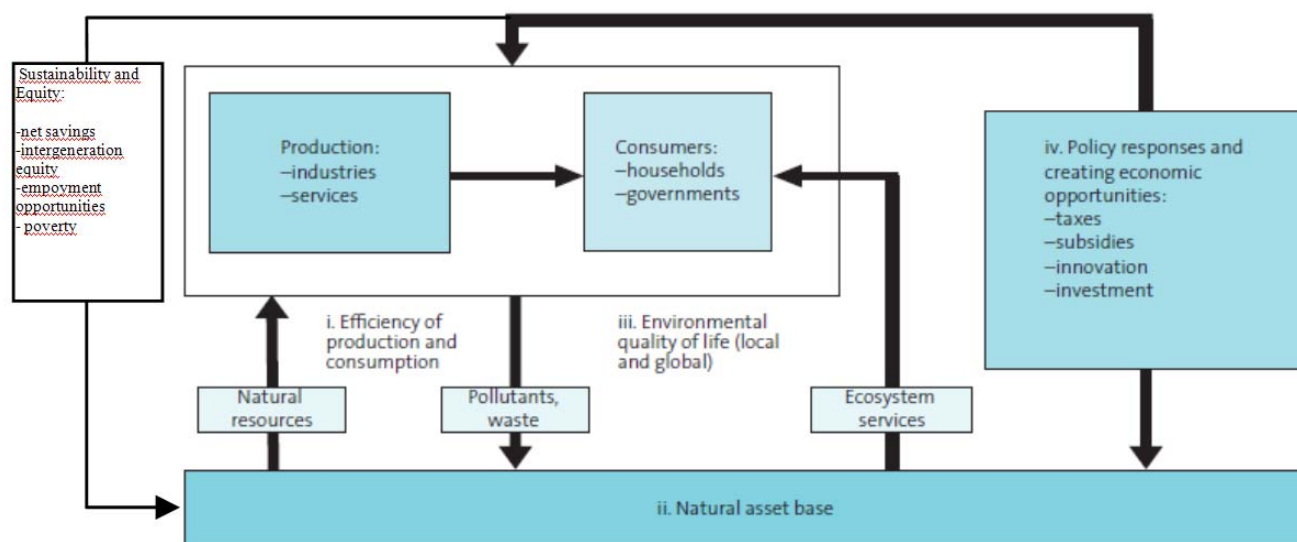 Sustainability and
Equity:
-net savings
-intergeneration
equity
-empoyment
opportunities
- poverty
Production:
–industries
–services
Consumers:
–households
–governments
iv. Policy responses and
creating economic
opportunities:
–taxes
–subsidies
–innovation
–investment
i. Efficiency of
production and
consumption
iii. Environmental
quality of life (local
and global)
Natural
resources
Pollutants,
waste
Ecosystem
services
ii. Natural asset base